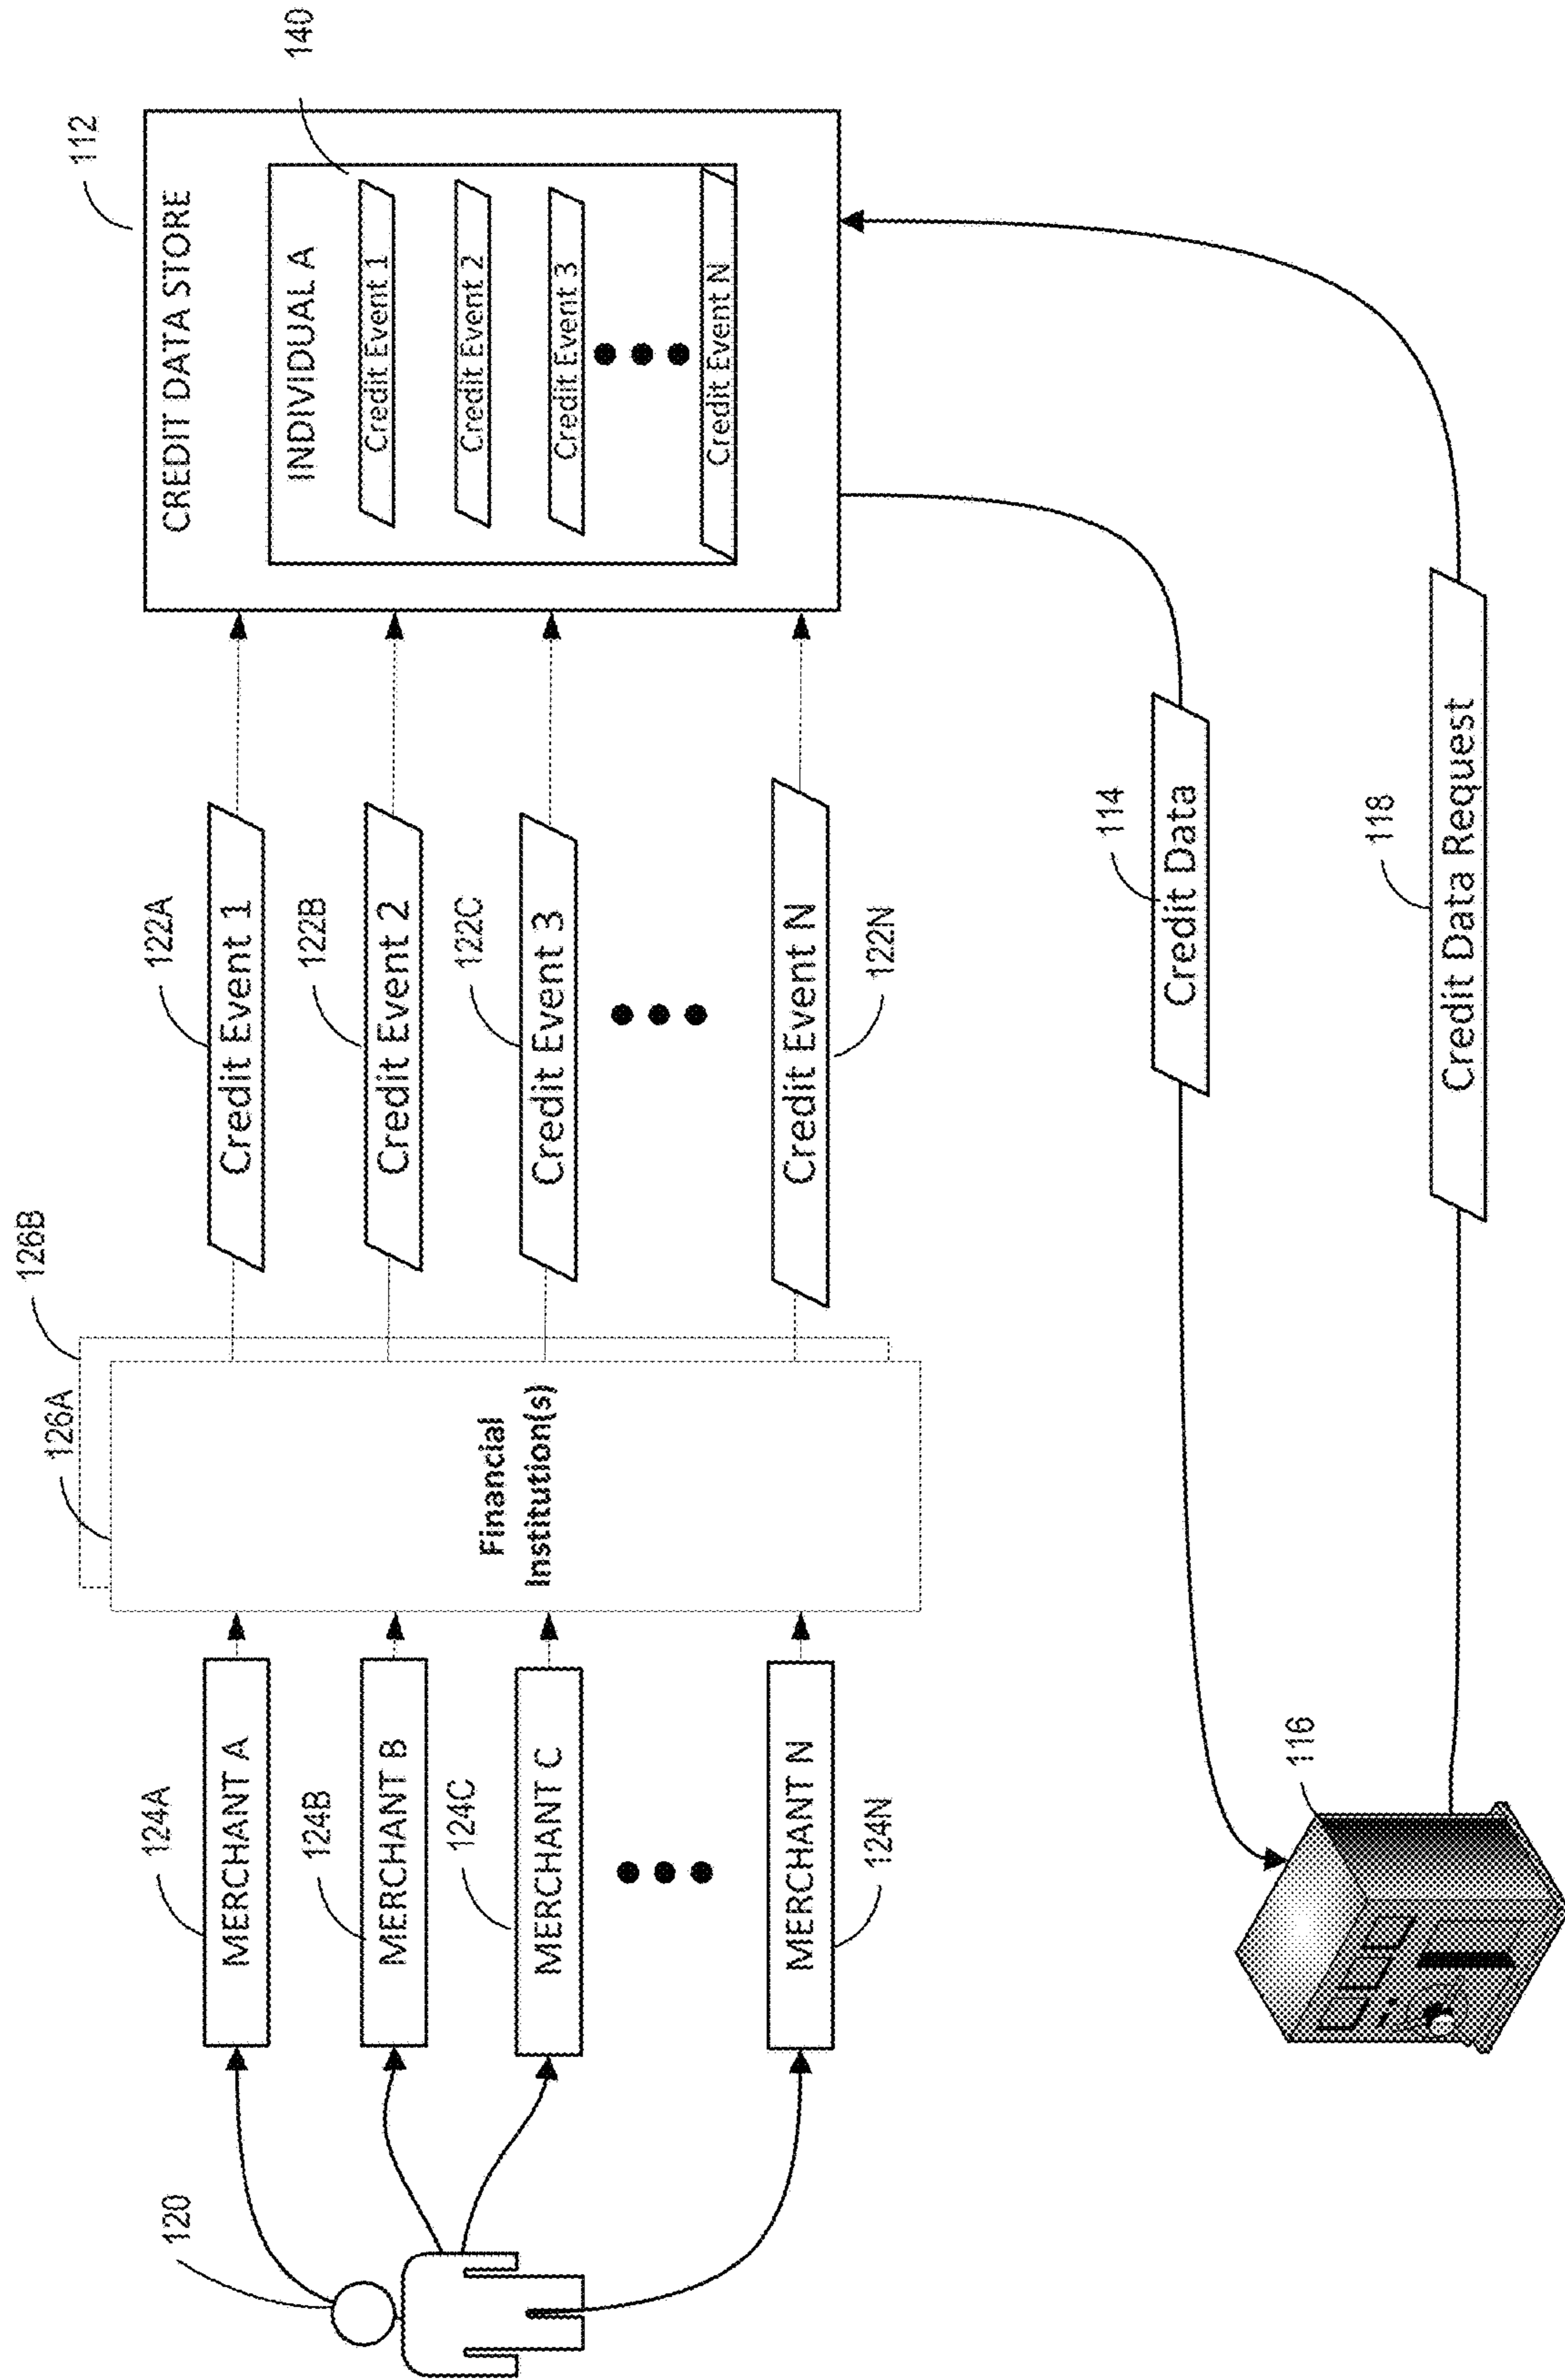 120
124A
MERCHANT A
124B
MERCHANT B
124C
MERCHANT C
MERCHANT N
124N
126A
126B
Financial
Institution(s)
122A
Credit Event 1
122B
Credit Event 2
122C
Credit Event 3
Credit Event N
122N
112
CREDIT DATA STORE
140
INDIVIDUAL A
Credit Event 1
Credit Event 2
Credit Event 3
Credit Event N
114
Credit Data
116
118
Credit Data Request